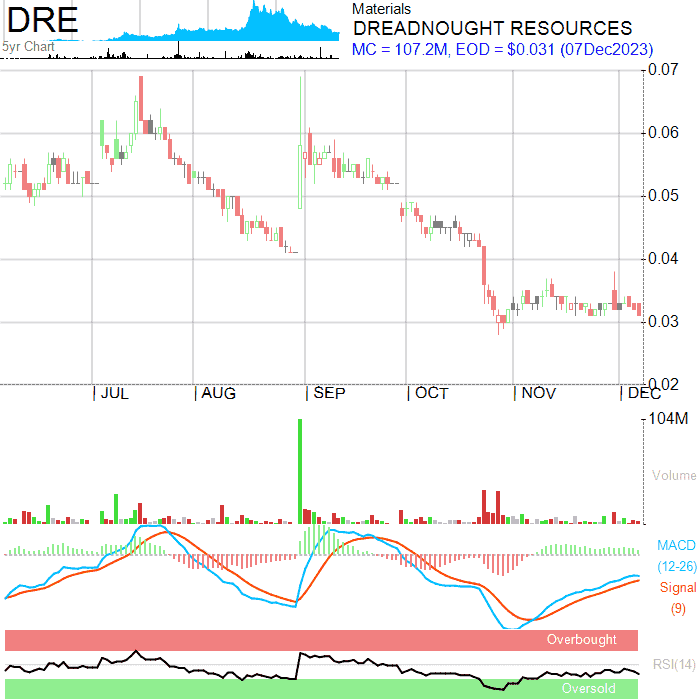 DRE
5yr Chart
Materials
DREADNOUGHT RESOURCES
MC = 107.2M, EOD = $0.031 (07Dec2023)
0.07
0.06
0.05
0.04
0.03
0.02
JUL AUG SEP OCT NOV DEC
104M
Volume
MACD
(12-26)
Signal
(9)
Overbought
RSI(14)
Oversold